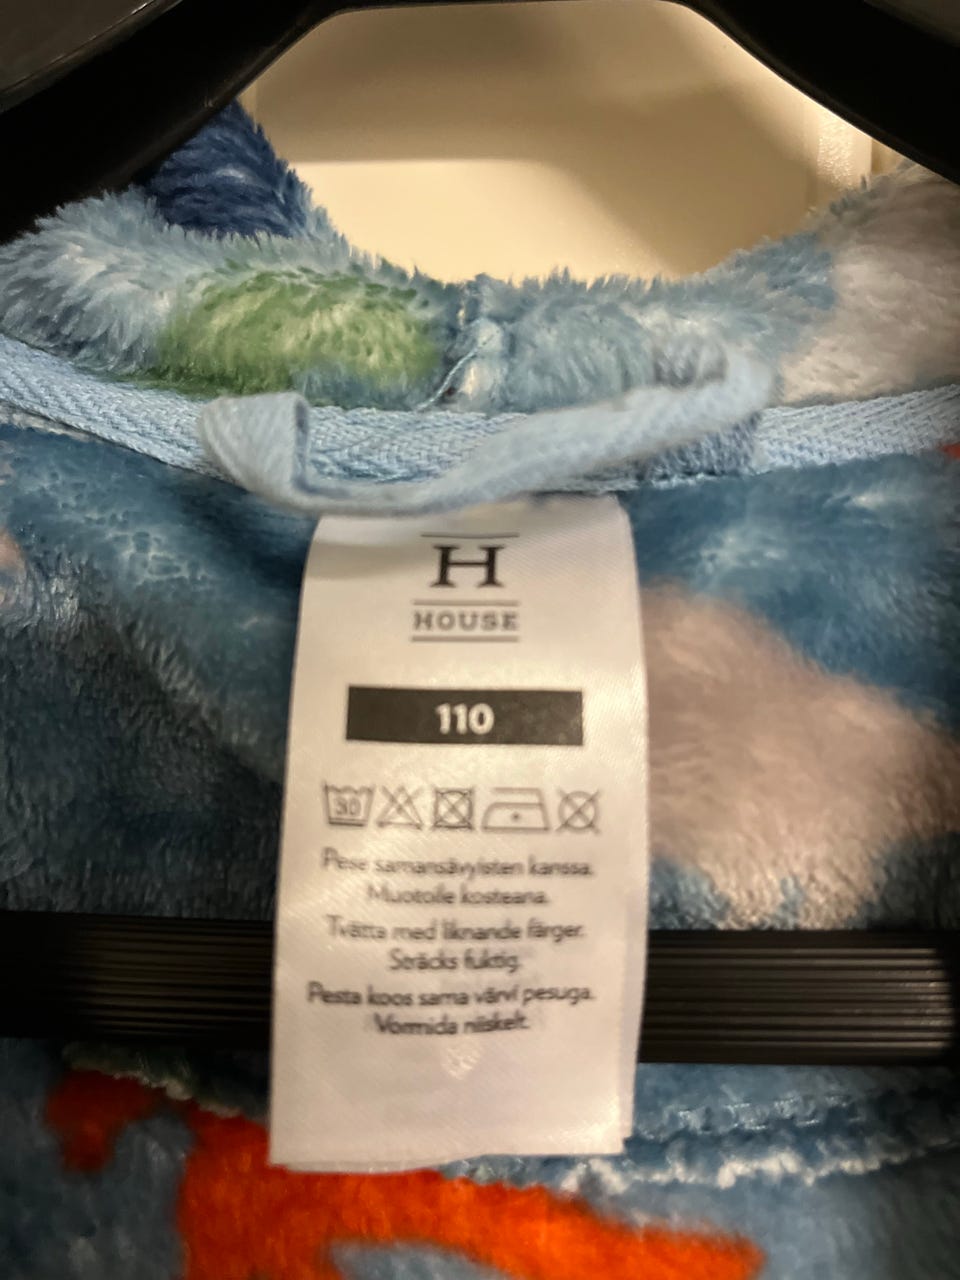 H
HOUSE
110
30
Pese samansävyisten kanssa.
Muotoile kosteana.
Tvätta med liknande färger.
Sträcks fuktig.
Pesta koos sama värvi pesuga.
Vormida niiskelt.